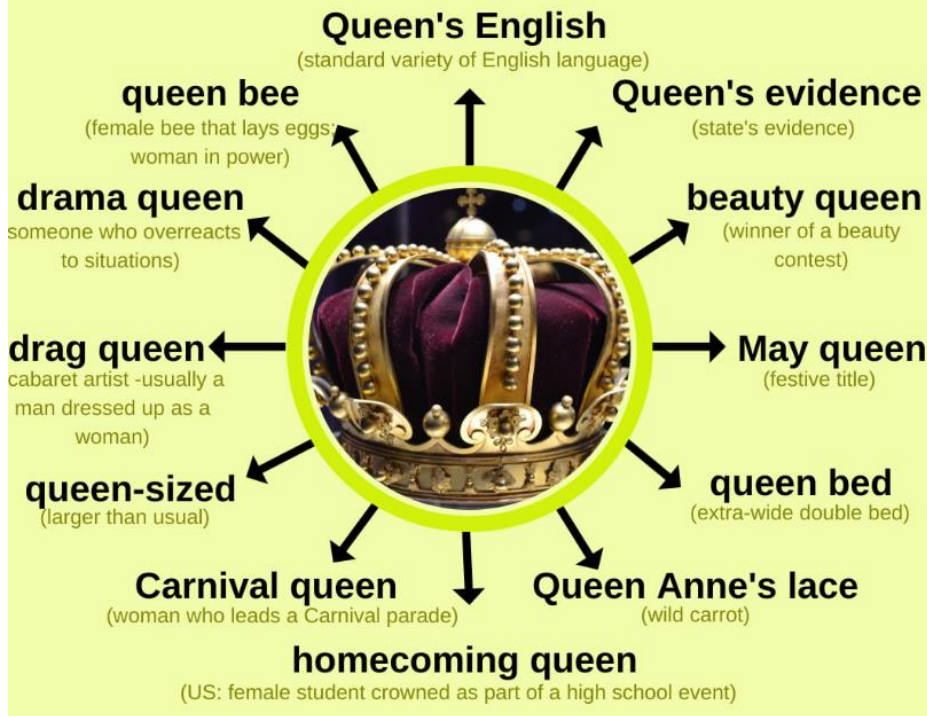 Queen's English
(standard variety of English language)
queen bee
(female bee that lays eggs;
woman in power)
Queen's evidence
(state's evidence)
drama queen
someone who overreacts
to situations)
beauty queen
(winner of a beauty
contest)
drag queen
cabaret artist -usually a
man dressed up as a
woman)
May queen
(festive title)
queen-sized
(larger than usual)
queen bed
(extra-wide double bed)
Carnival queen
(woman who leads a Carnival parade)
Queen Anne's lace
(wild carrot)
homecoming queen
(US: female student crowned as part of a high school event)